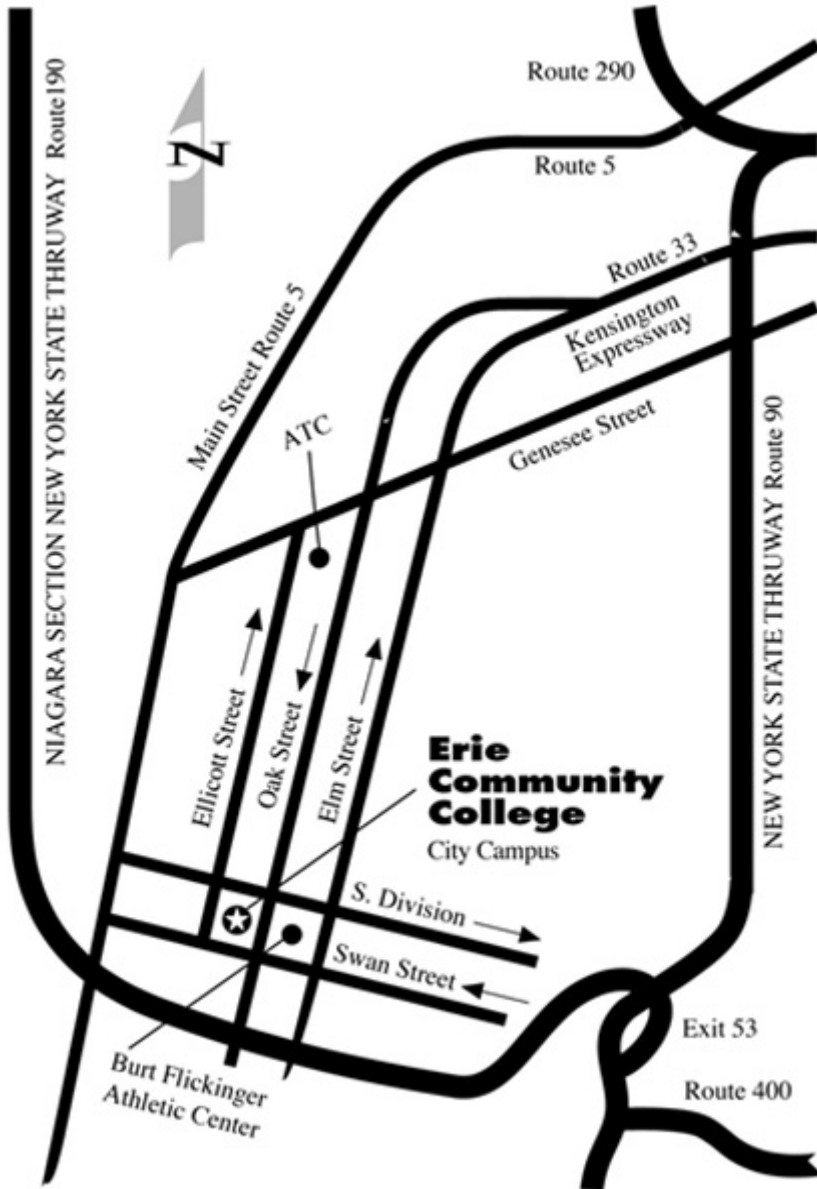 Route 290
NIAGARA SECTION NEW YORK STATE THRUWAY Route190
N
Route 5
Main Street Route 5
Route 33
Kensington
Expressway
ATC
Genesee Street
NEW YORK STATE THRUWAY Route 90
Ellicott Street
Oak Street
Elm Street
Erie
Community
College
City Campus
S. Division
Swan Street
Exit 53
Burt Flickinger
Athletic Center
Route 400